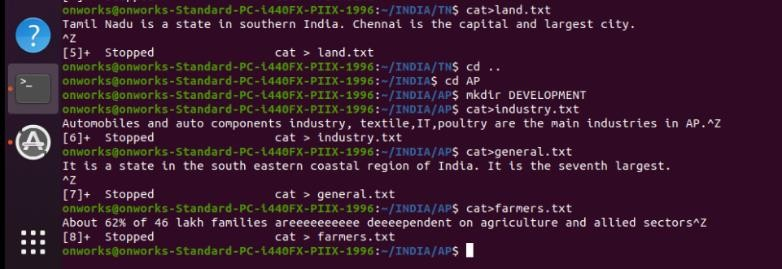 onworks@onworks-Standard-PC-i440FX-PIIX-1996:~/INDIA/TN$ cat>land.txt
Tamil Nadu is a state in southern India. Chennai is the capital and largest city.
^Z
[5]+  Stopped                 cat > land.txt
onworks@onworks-Standard-PC-i440FX-PIIX-1996:~/INDIA/TN$ cd ..
onworks@onworks-Standard-PC-i440FX-PIIX-1996:~/INDIA$ cd AP
onworks@onworks-Standard-PC-i440FX-PIIX-1996:~/INDIA/AP$ mkdir DEVELOPMENT
onworks@onworks-Standard-PC-i440FX-PIIX-1996:~/INDIA/AP$ cat>industry.txt
Automobiles and auto components industry, textile,IT,poultry are the main industries in AP.^Z
[6]+  Stopped                 cat > industry.txt
onworks@onworks-Standard-PC-i440FX-PIIX-1996:~/INDIA/AP$ cat>general.txt
It is a state in the south eastern coastal region of India. It is the seventh largest.
^Z
[7]+  Stopped                 cat > general.txt
onworks@onworks-Standard-PC-i440FX-PIIX-1996:~/INDIA/AP$ cat>farmers.txt
About 62% of 46 lakh families areeeeeeeeee deeeependent on agriculture and allied sectors^Z
[8]+  Stopped                 cat > farmers.txt
onworks@onworks-Standard-PC-i440FX-PIIX-1996:~/INDIA/AP$